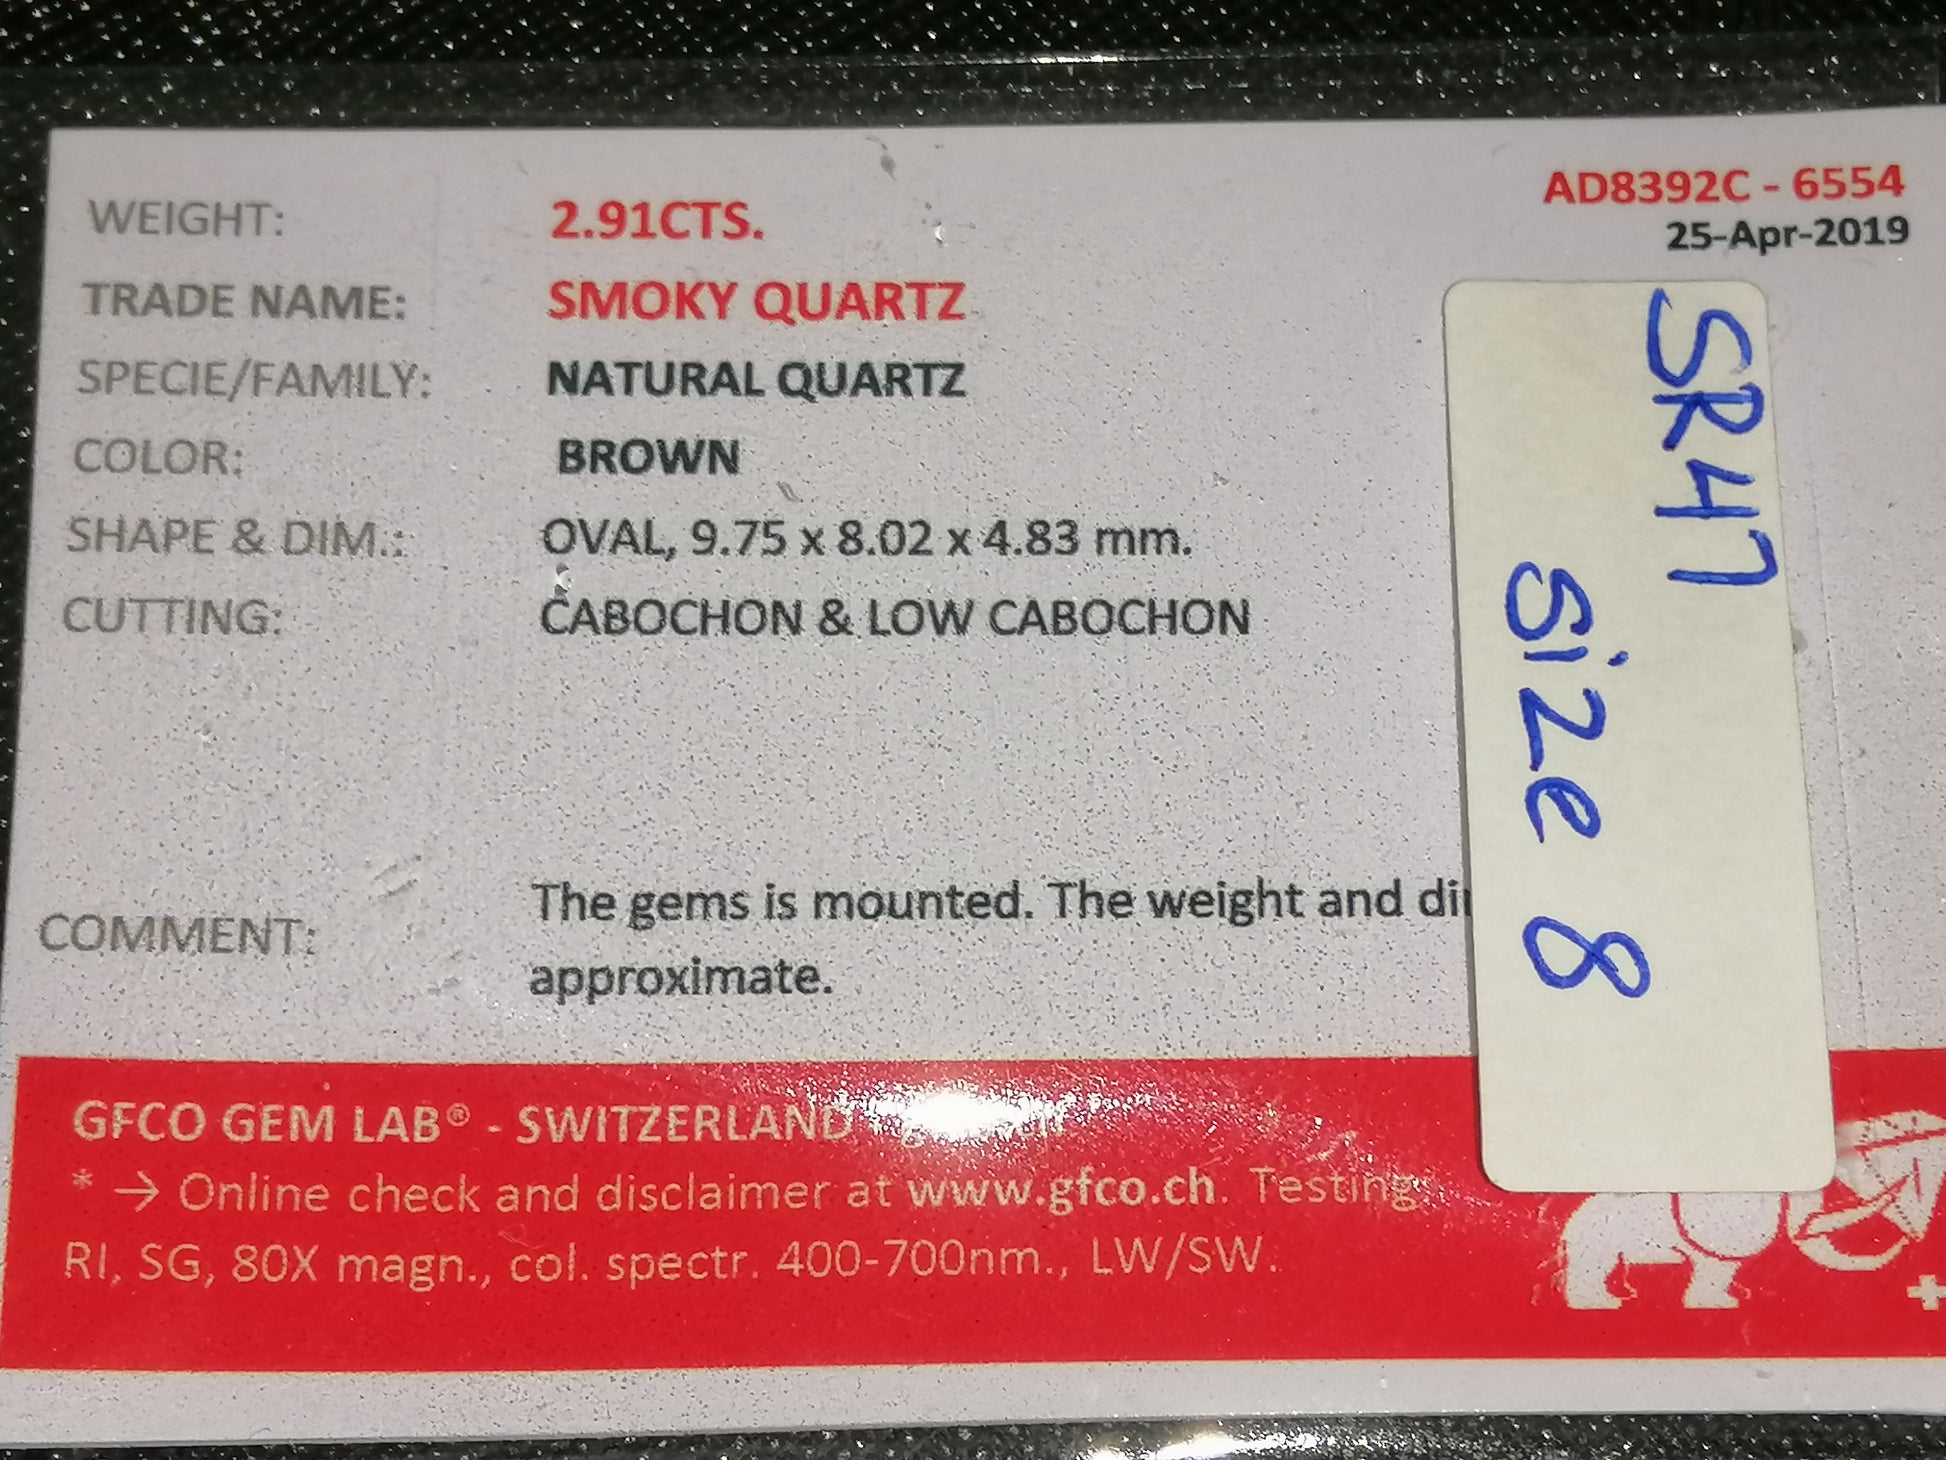 AD8392C - 6554
25-Apr-2019
WEIGHT: 2.91CTS.
TRADE NAME: SMOKY QUARTZ
SPECIE/FAMILY: NATURAL QUARTZ
COLOR: BROWN
SHAPE & DIM.: OVAL, 9.75 x 8.02 x 4.83 mm.
CUTTING: CABOCHON & LOW CABOCHON
COMMENT: The gems is mounted. The weight and
approximate.
SR47
Size 8
GFCO GEM LAB® - SWITZERLAND
* → Online check and disclaimer at www.gfco.ch. Testing
RI, SG, 80X magn., col. spectr. 400-700nm., LW/SW.